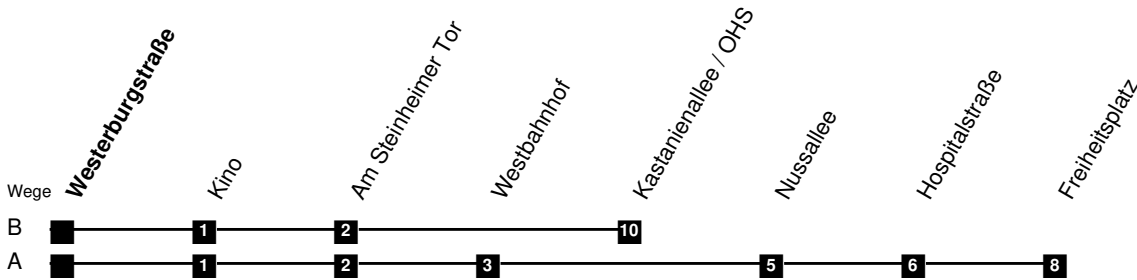 Westerburgstraße
Kino
Am Steinheimer Tor
Westbahnhof
Kastanienallee / OHS
Nussallee
Hospitalstraße
Freiheitsplatz
Wege
B 1 2 10
A 1 2 3 5 6 8